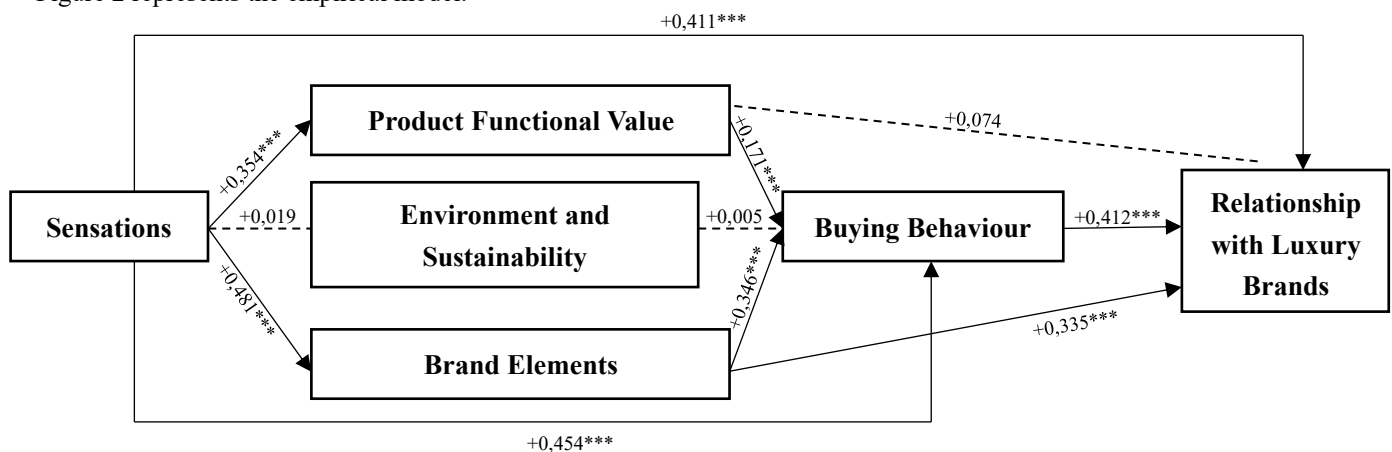 Figure 2 represents the empirical model.
+0,411***
Product Functional Value
+0,074
+0,354***
+0,171***
Sensations
+0,019
Environment and
Sustainability
+0,005
Buying Behaviour
+0,412***
Relationship
with Luxury
Brands
+0,481***
+0,346***
+0,335***
Brand Elements
+0,454***